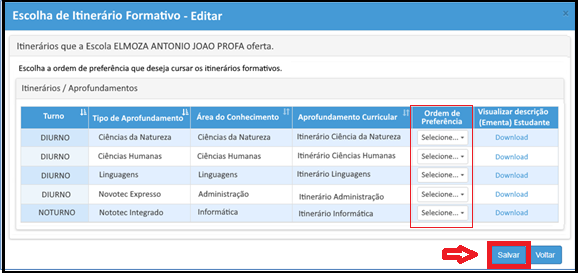 Escolha de Itinerário Formativo - Editar
x
Itinerários que a Escola ELMOZA ANTONIO JOAO PROFA oferta.
Escolha a ordem de preferência que deseja cursar os itinerários formativos.
Itinerários / Aprofundamentos
Turno Tipo de Aprofundamento Área do Conhecimento Aprofundamento Curricular Ordem de Preferência Visualizar descrição (Ementa) Estudante
DIURNO Ciências da Natureza Ciências da Natureza Itinerário Ciência da Natureza Selecione... Download
DIURNO Ciências Humanas Ciências Humanas Itinérário Ciências Humanas Selecione... Download
DIURNO Linguagens Linguagens Itinerário Linguagens Selecione... Download
DIURNO Novotec Expresso Administração Itinerário Administração Selecione... Download
NOTURNO Nototec Integrado Informática Itinerário Informática Selecione... Download
Salvar Voltar